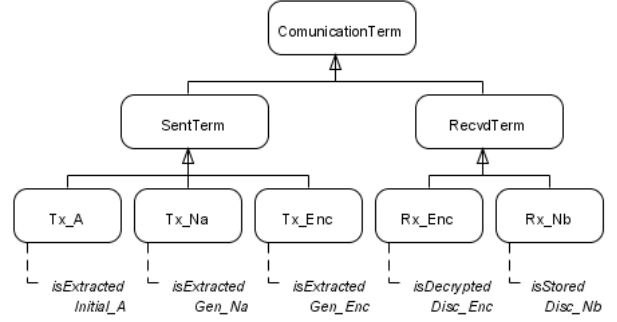 ComunicationTerm
SentTerm
RecvdTerm
Tx_A
Tx_Na
Tx_Enc
Rx_Enc
Rx_Nb
isExtracted
Initial_A
isExtracted
Gen_Na
isExtracted
Gen_Enc
isDecrypted
Disc_Enc
isStored
Disc_Nb